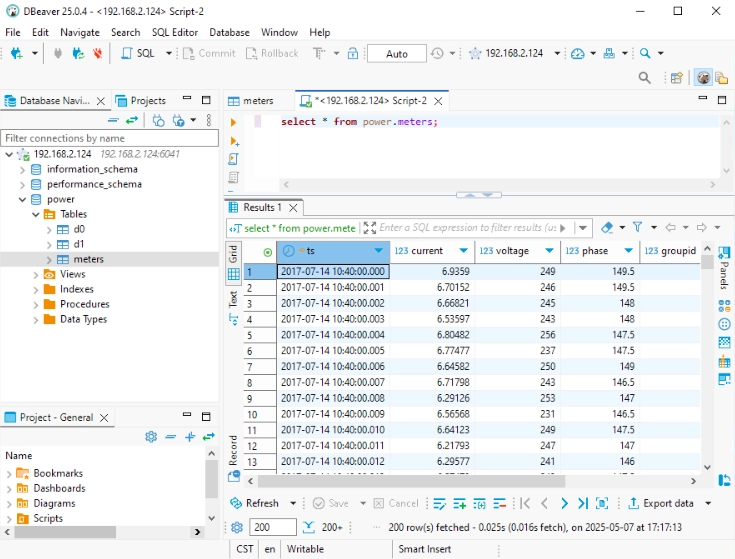 DBeaver 25.0.4 - <192.168.2.124> Script-2
File Edit Navigate Search SQL Editor Database Window Help
SQL Commit Rollback Auto 192.168.2.124
Database Navi... Projects
Filter connections by name
192.168.2.124 192.168.2.124:6041
information_schema
performance_schema
power
Tables
d0
d1
meters
Views
Indexes
Procedures
Data Types
Project - General
Name
Bookmarks
Dashboards
Diagrams
Scripts
meters *<192.168.2.124> Script-2
select * from power.meters;
Results 1
select * from power.mete Enter a SQL expression to filter results (us
Grid
Text
Record
ts 123 current 123 voltage 123 phase 123 groupid
1 2017-07-14 10:40:00.000 6.9359 249 149.5
2 2017-07-14 10:40:00.001 6.70152 246 149.5
3 2017-07-14 10:40:00.002 6.66821 245 148
4 2017-07-14 10:40:00.003 6.53597 243 148
5 2017-07-14 10:40:00.004 6.80482 256 147.5
6 2017-07-14 10:40:00.005 6.77477 237 147.5
7 2017-07-14 10:40:00.006 6.64582 250 149
8 2017-07-14 10:40:00.007 6.71798 243 146.5
9 2017-07-14 10:40:00.008 6.29126 253 147
10 2017-07-14 10:40:00.009 6.56568 231 146.5
11 2017-07-14 10:40:00.010 6.64123 249 147.5
12 2017-07-14 10:40:00.011 6.21793 247 147
13 2017-07-14 10:40:00.012 6.29577 241 146
Panels
Refresh Save Cancel Export data
200 200+ 200 row(s) fetched - 0.025s (0.016s fetch), on 2025-05-07 at 17:17:13
CST en Writable Smart Insert